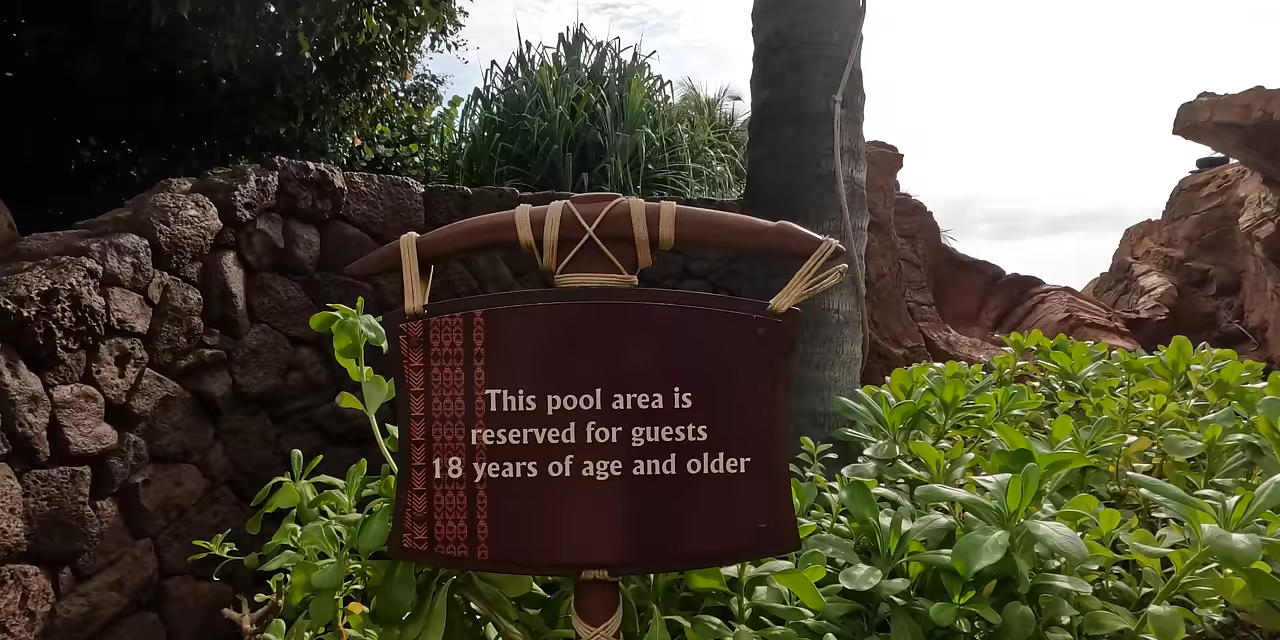 This pool area is
reserved for guests
18 years of age and older